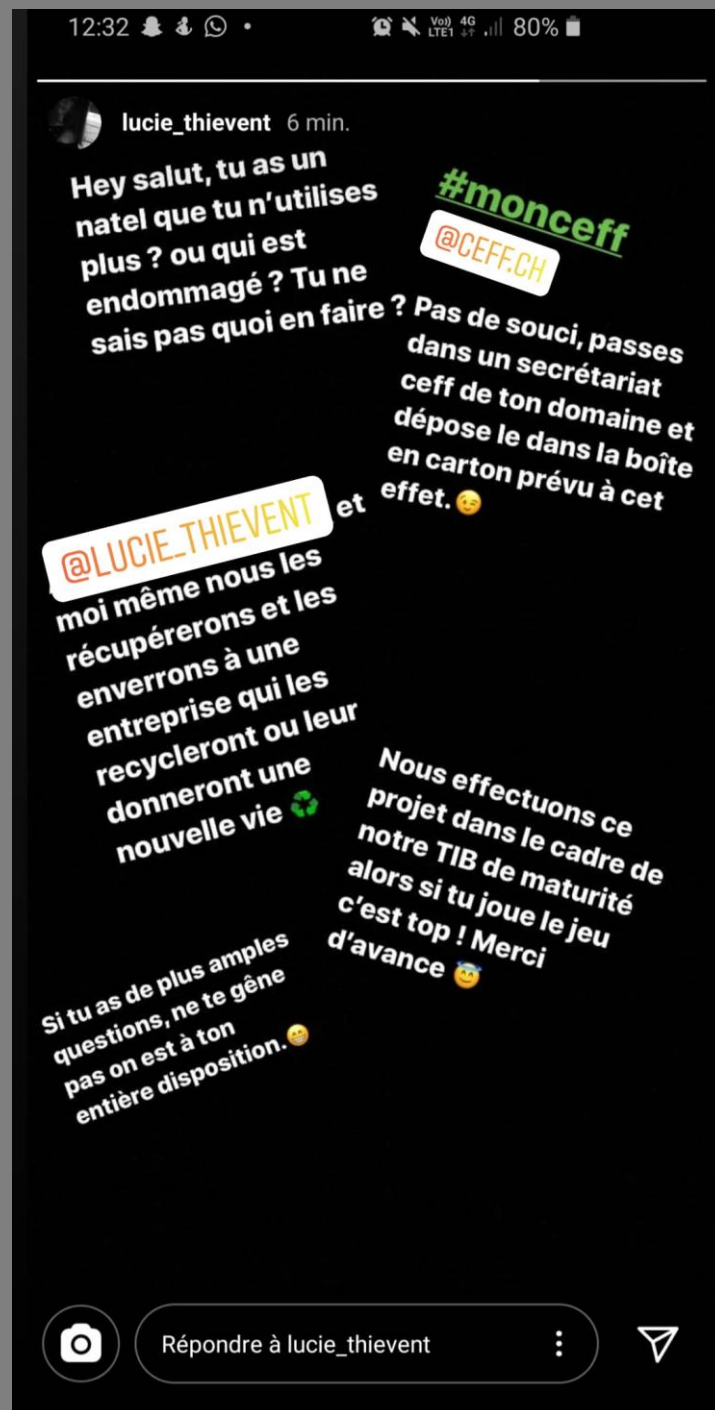 12:32
Voo) 4G
LTE1 80%
lucie_thievent 6 min.
Hey salut, tu as un
natel que tu n'utilises
plus ? ou qui est
endommagé ? Tu ne
sais pas quoi en faire ? Pas de souci, passes
#monceff
@CEFF.CH
dans un secrétariat
ceff de ton domaine et
dépose le dans la boîte
en carton prévu à cet
effet.😉
@LUCIE_THIEVENT et
moi même nous les
récupérerons et les
enverrons à une
entreprise qui les
recycleront ou leur
donneront une
nouvelle vie ♻️
Nous effectuons ce
projet dans le cadre de
notre TIB de maturité
alors si tu joue le jeu
c'est top ! Merci
d'avance 😇
Si tu as de plus amples
questions, ne te gêne
pas on est à ton
entière disposition.😁
Répondre à lucie_thievent